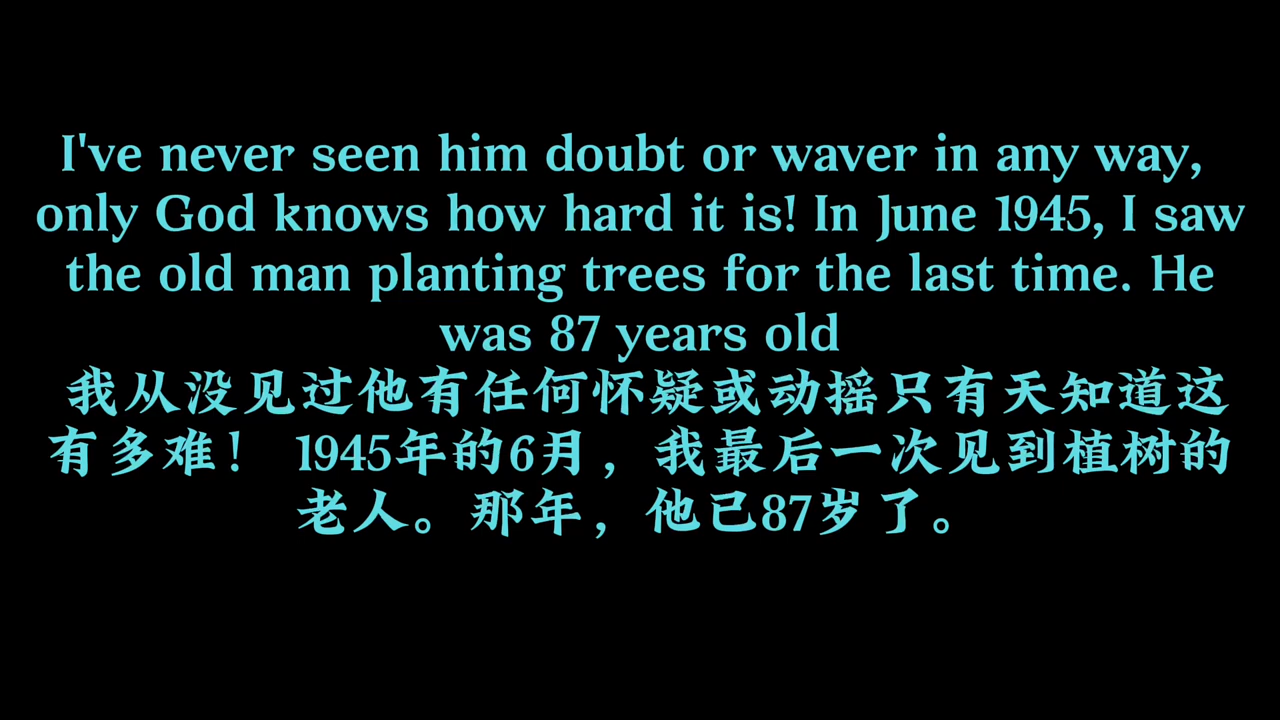 I've never seen him doubt or waver in any way,
only God knows how hard it is! In June 1945, I saw
the old man planting trees for the last time. He
was 87 years old
我从没见过他有任何怀疑或动摇只有天知道这
有多难! 1945年的6月，我最后一次见到植树的
老人。那年，他已87岁了。